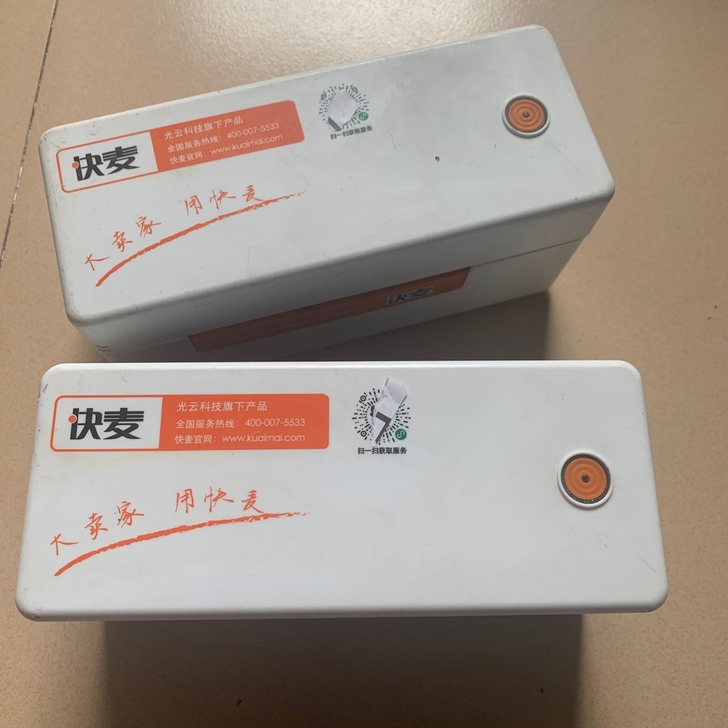 快麦
光云科技旗下产品
全国服务热线：400-007-5533
快麦官网：www.kuaimai.com
扫一扫获取服务
大卖家 用快麦
快麦
快麦
光云科技旗下产品
全国服务热线：400-007-5533
快麦官网：www.kuaimai.com
扫一扫获取服务
大卖家 用快麦